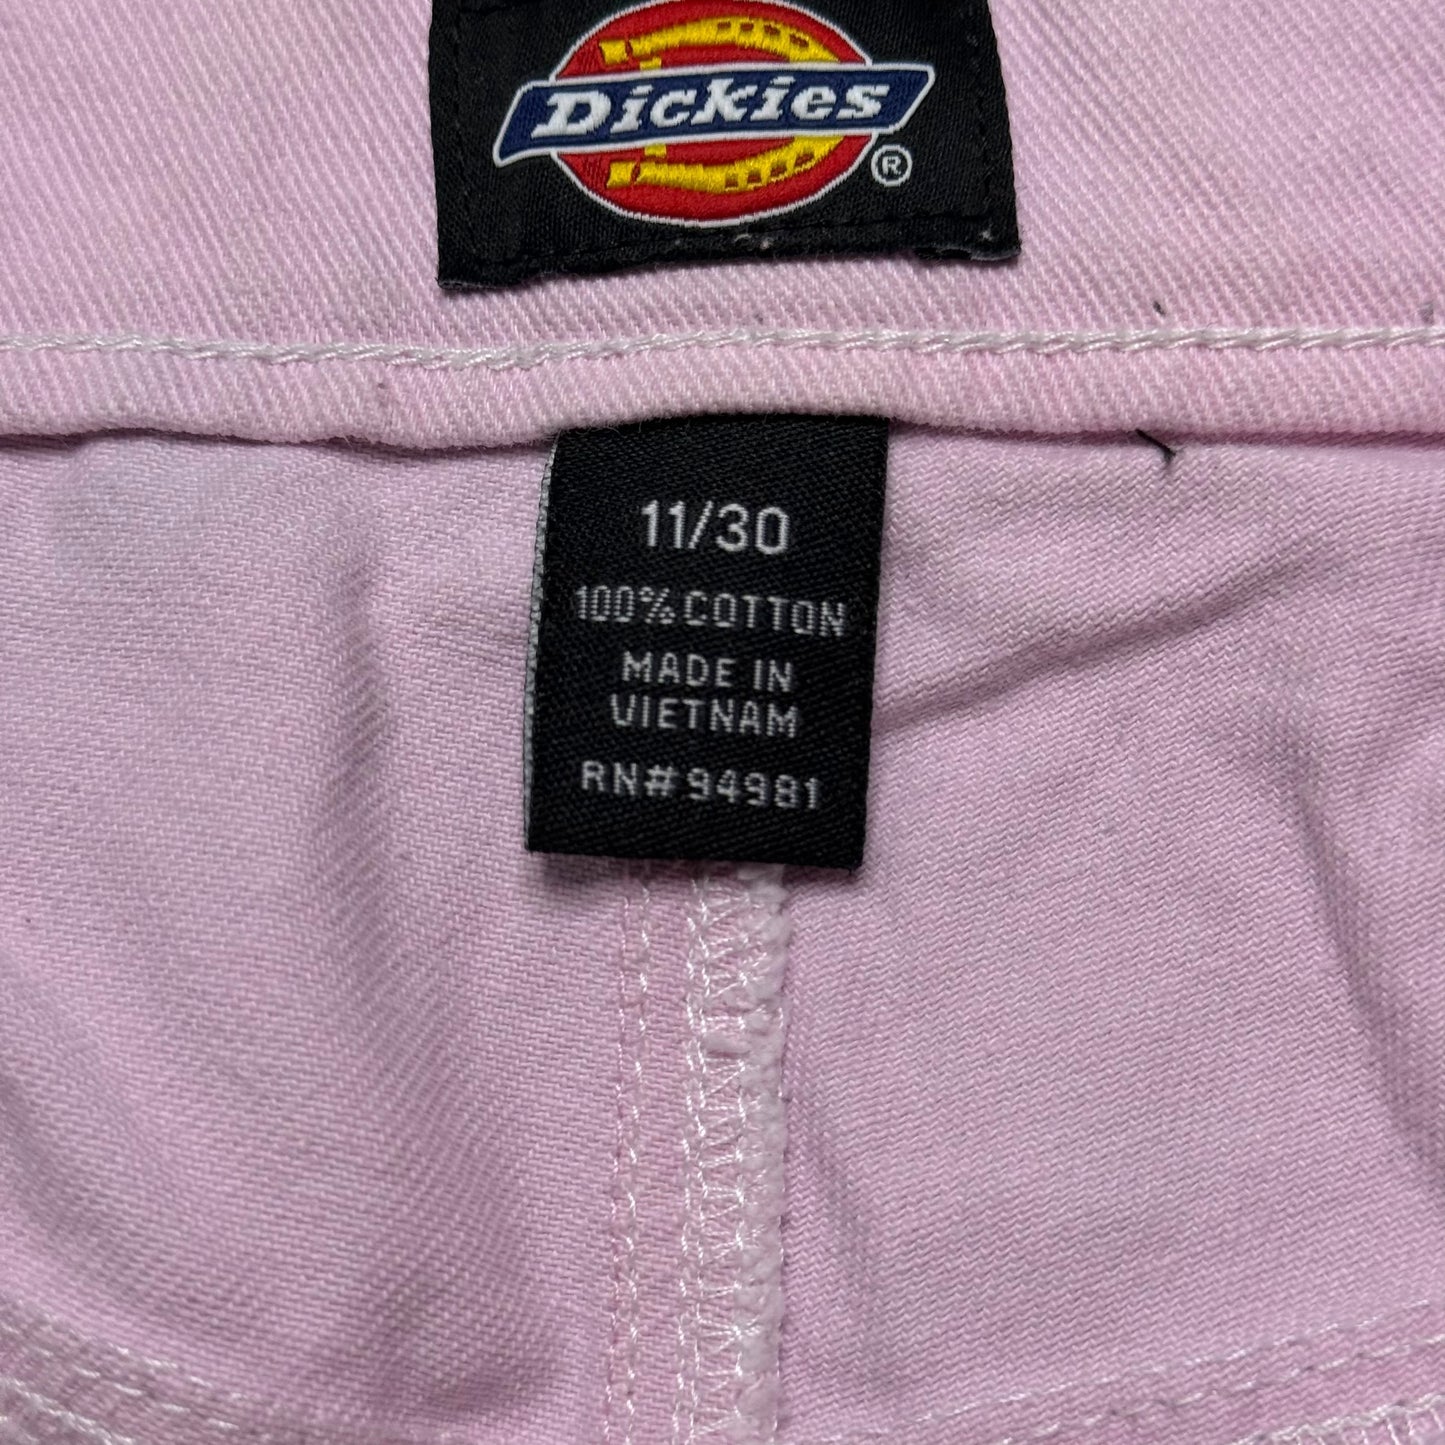 Dickies
®
11/30
100% COTTON
MADE IN
VIETNAM
RN# 94981